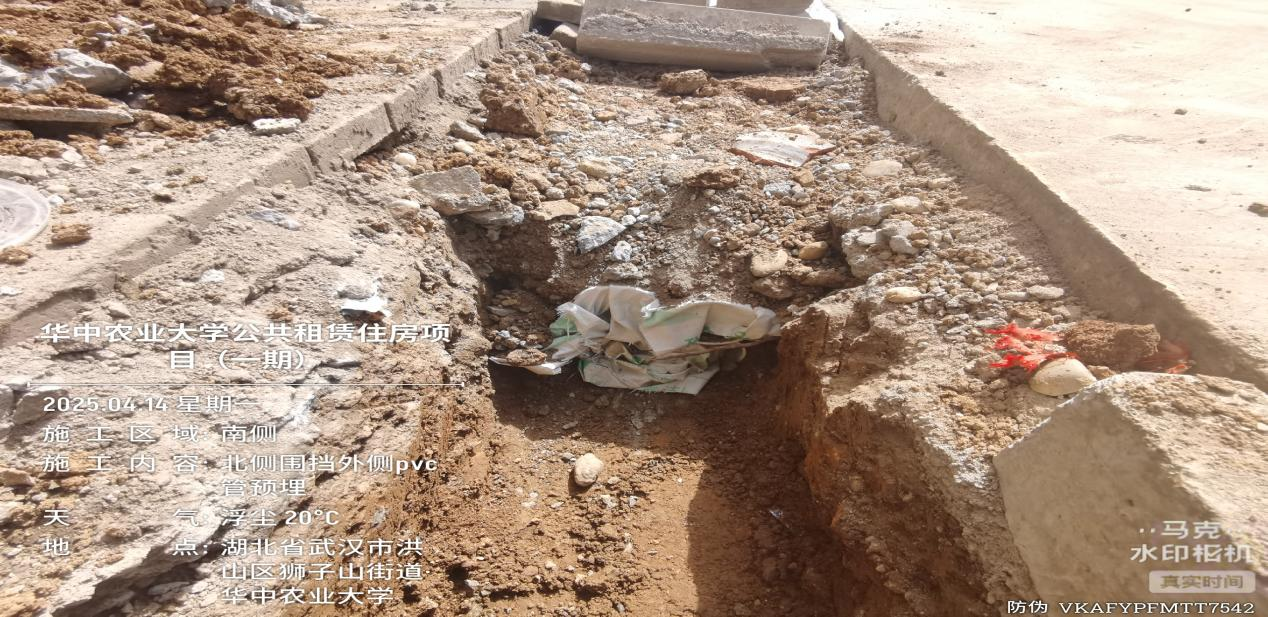 华中农业大学公共租赁住房项
目（一期）
2025.04.14 星期一
施工区域：南侧
施工内容：北侧围挡外侧pvc
管预埋
天气：浮尘 20℃
地点：湖北省武汉市洪
山区狮子山街道·
华中农业大学
马克
水印相机
真实时间
防伪 VKAFYPFMTT7542